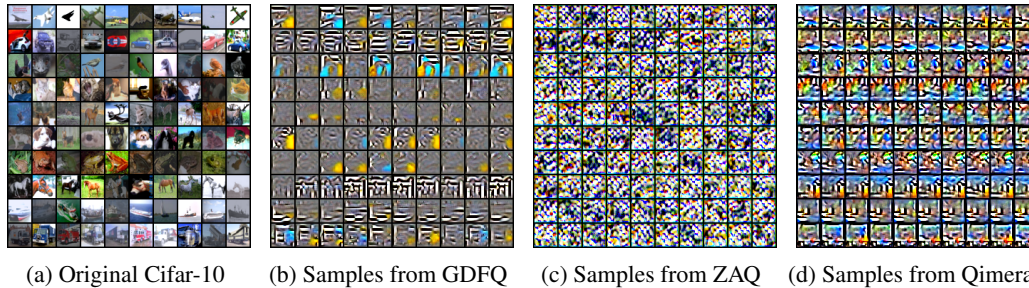 (a) Original Cifar-10
(b) Samples from GDFQ
(c) Samples from ZAQ
(d) Samples from Qimera